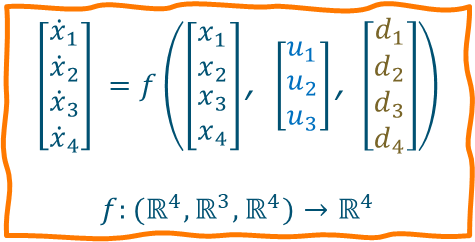 [ẋ₁ ẋ₂ ẋ₃ ẋ₄] = f([x₁ x₂ x₃ x₄], [u₁ u₂ u₃], [d₁ d₂ d₃ d₄])
f: (ℝ⁴, ℝ³, ℝ⁴) → ℝ⁴